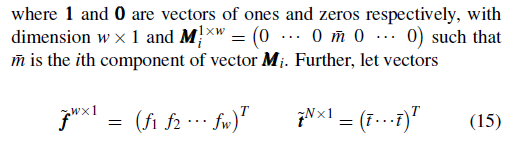 where 1 and 0 are vectors of ones and zeros respectively, with
dimension w × 1 and M_i^{1×w} = (0 ⋯ 0 m̄ 0 ⋯ 0) such that
m̄ is the ith component of vector M_i. Further, let vectors
f̃^{w×1} = (f_1 f_2 ⋯ f_w)^T t̃^{N×1} = (t̄ ⋯ t̄)^T (15)